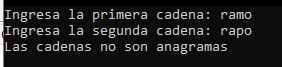 Ingresa la primera cadena: ramo
Ingresa la segunda cadena: rapo
Las cadenas no son anagramas